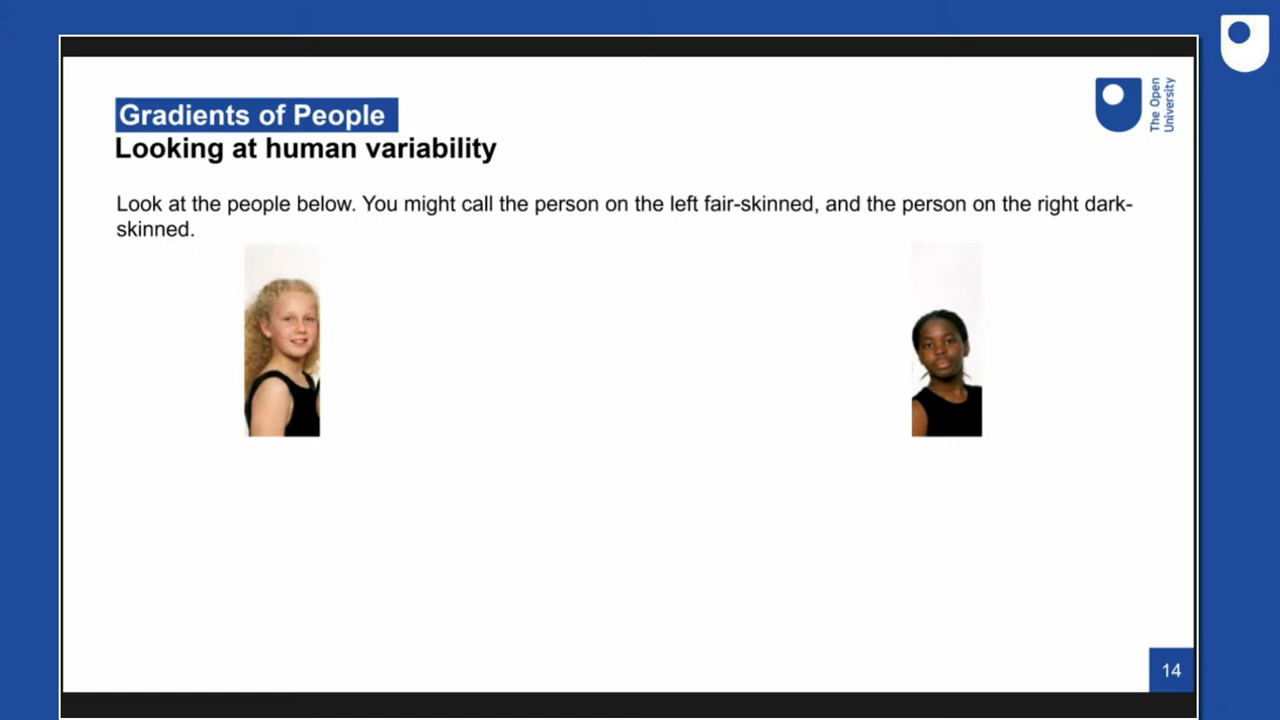 Gradients of People
Looking at human variability
The Open
University
Look at the people below. You might call the person on the left fair-skinned, and the person on the right dark-
skinned.
14